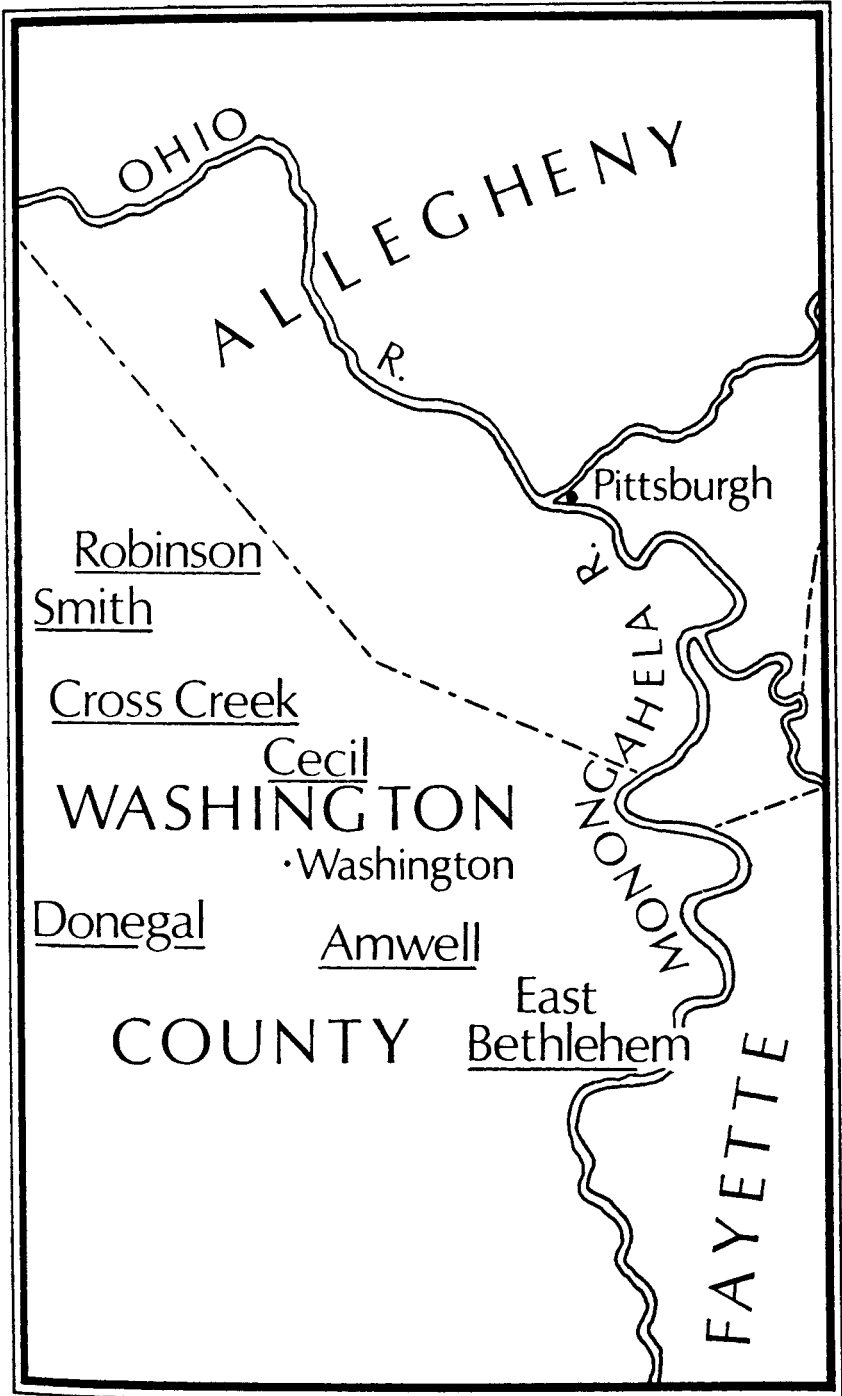 OHIO
ALLEGHENY
R.
Pittsburgh
Robinson
R.
Smith
MONONGAHELA
Cross Creek
Cecil
WASHINGTON
Washington
Donegal
Amwell
East
Bethlehem
COUNTY
FAYETTE